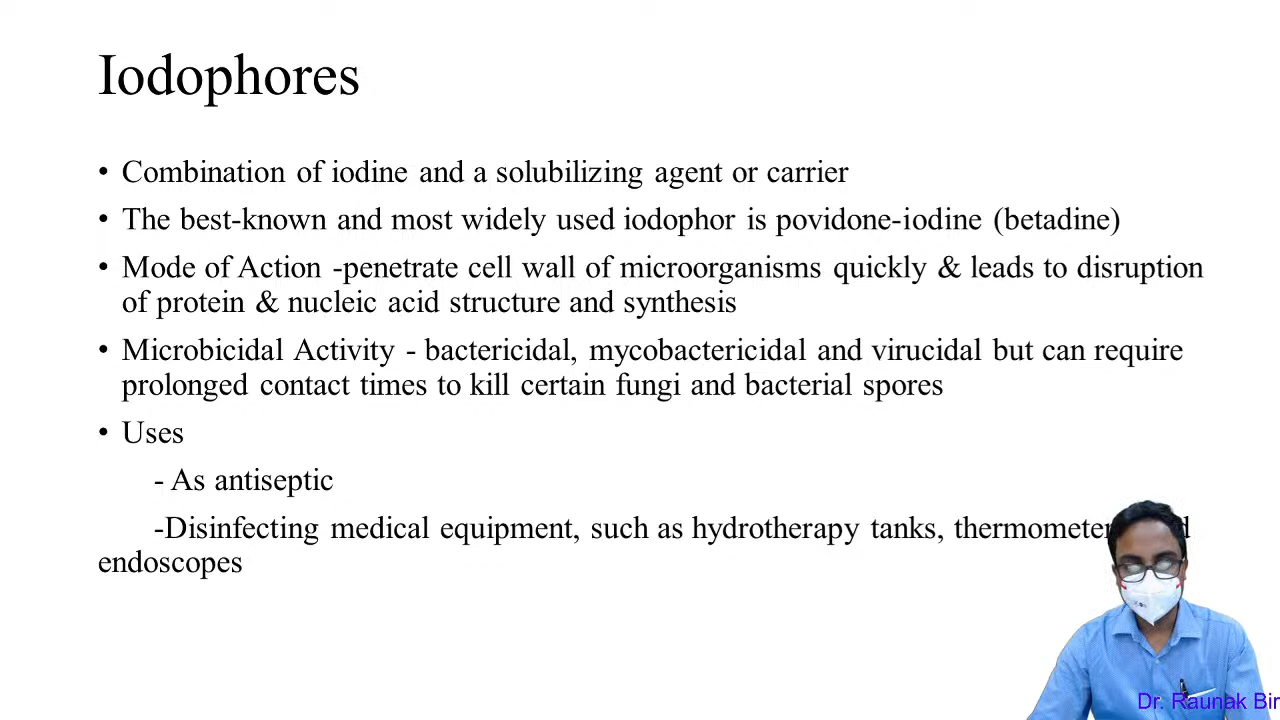 Iodophores
• Combination of iodine and a solubilizing agent or carrier
• The best-known and most widely used iodophor is povidone-iodine (betadine)
• Mode of Action -penetrate cell wall of microorganisms quickly & leads to disruption
of protein & nucleic acid structure and synthesis
• Microbicidal Activity - bactericidal, mycobactericidal and virucidal but can require
prolonged contact times to kill certain fungi and bacterial spores
• Uses
- As antiseptic
-Disinfecting medical equipment, such as hydrotherapy tanks,
endoscopes
Dr. Raunak